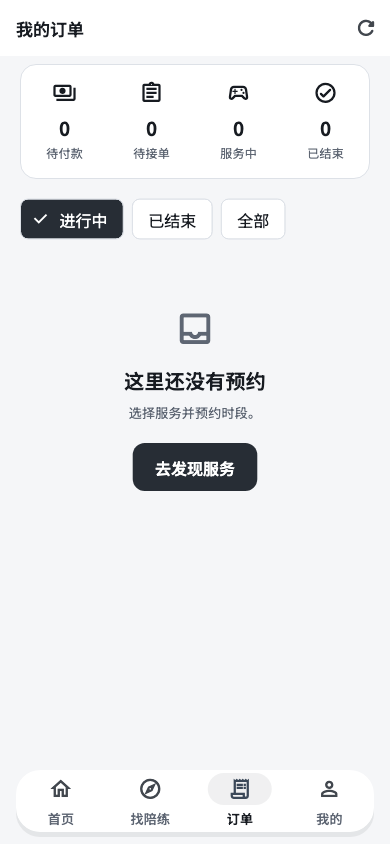 我的订单
0 0 0 0
待付款 待接单 服务中 已结束
进行中 已结束 全部
这里还没有预约
选择服务并预约时段。
去发现服务
首页 找陪练 订单 我的